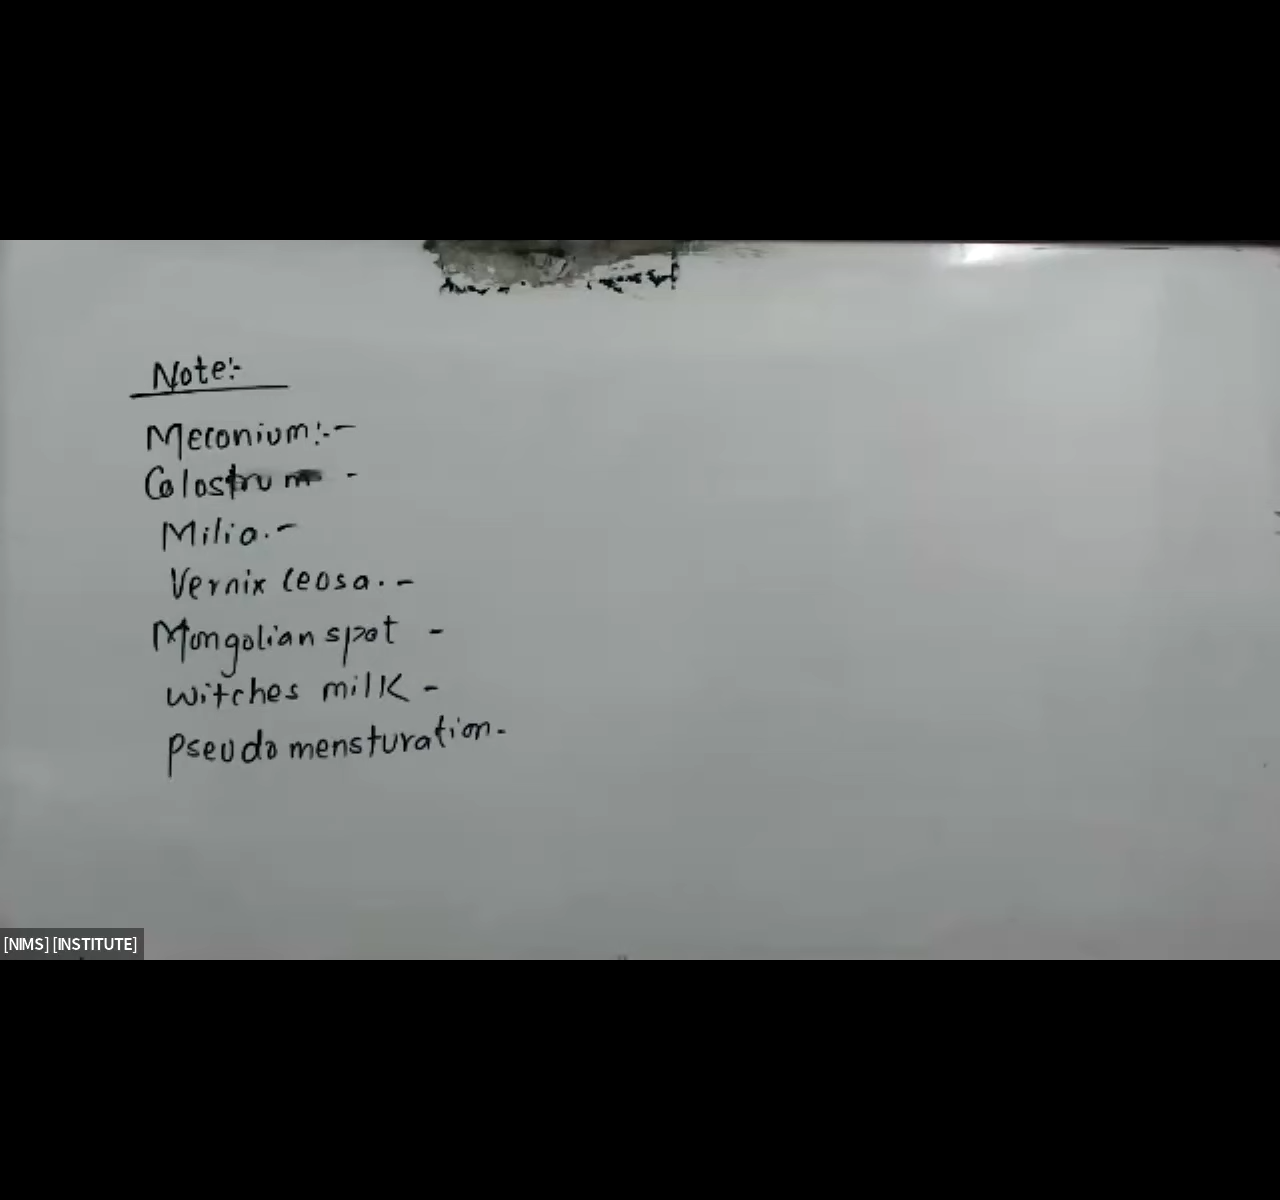 Note:-
Meconium:-
Colostrum -
Milia.-
Vernix Ceosa.-
Mongolian spot -
witches milk -
Pseudo mensturation.
[NIMS] [INSTITUTE]